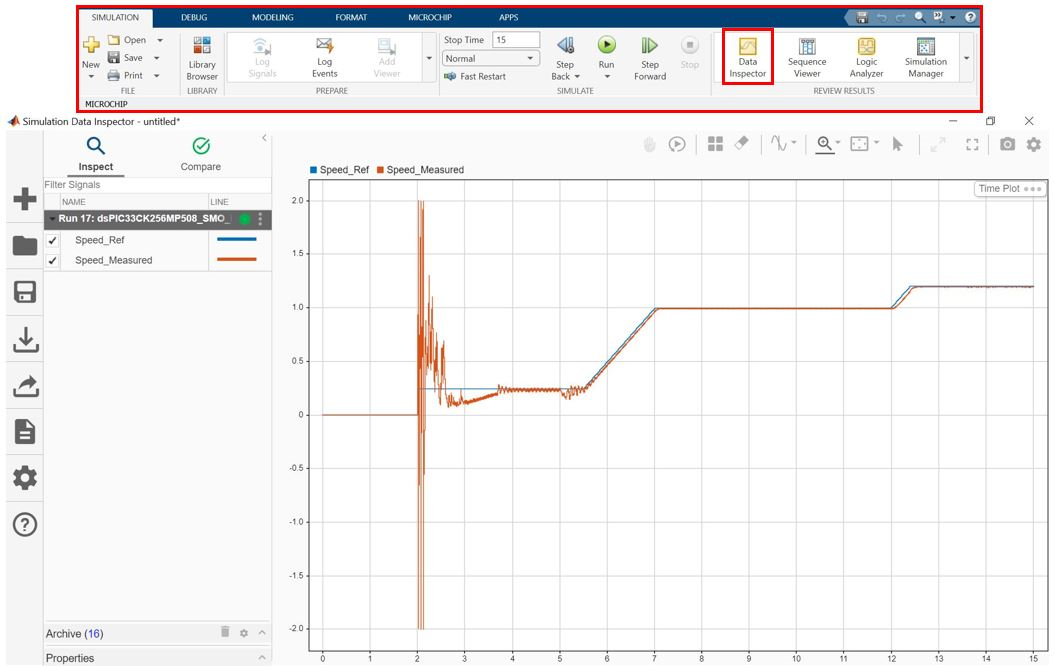 SIMULATION DEBUG MODELING FORMAT MICROCHIP APPS
New
Open
Save
Print
FILE
Library
Browser
LIBRARY
Log
Signals
Log
Events
Add
Viewer
PREPARE
Stop Time 15
Normal
Fast Restart
Step
Back
Run
Step
Forward
Stop
SIMULATE
Data
Inspector
Sequence
Viewer
Logic
Analyzer
Simulation
Manager
REVIEW RESULTS
MICROCHIP
Simulation Data Inspector - untitled*
Inspect Compare
Filter Signals
NAME LINE
Run 17: dsPIC33CK256MP508_SMO_
Speed_Ref
Speed_Measured
Archive (16)
Properties
Speed_Ref Speed_Measured
Time Plot
2.0
1.5
1.0
0.5
0
-0.5
-1.0
-1.5
-2.0
0 1 2 3 4 5 6 7 8 9 10 11 12 13 14 15